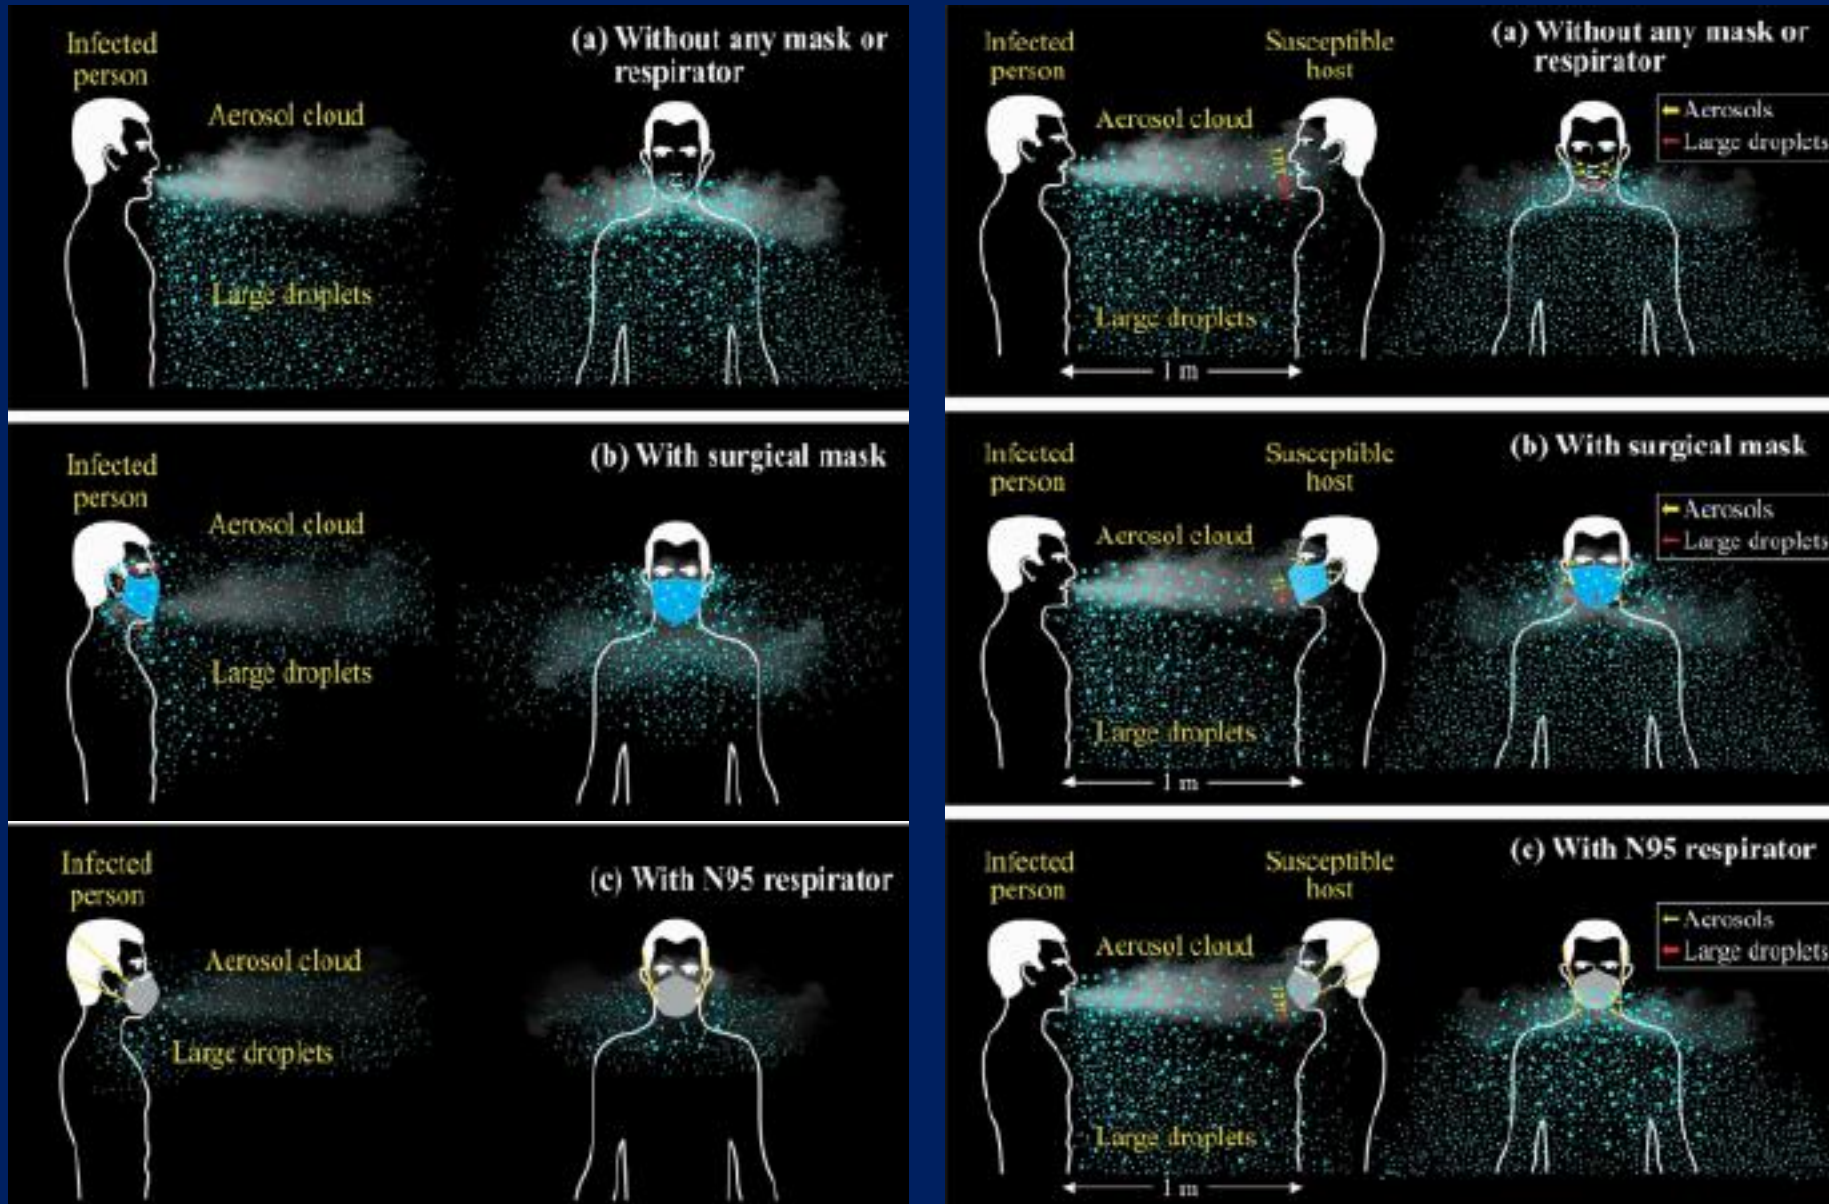 Infected
person
Aerosol cloud
Large droplets
(a) Without any mask or
respirator
Infected
person
Aerosol cloud
Large droplets
(b) With surgical mask
Infected
person
Aerosol cloud
Large droplets
(c) With N95 respirator
Infected
person
Susceptible
host
Aerosol cloud
Large droplets
1 m
(a) Without any mask or
respirator
Aerosols
Large droplets
Infected
person
Susceptible
host
Aerosol cloud
Large droplets
1 m
(b) With surgical mask
Aerosols
Large droplets
Infected
person
Susceptible
host
Aerosol cloud
Large droplets
1 m
(c) With N95 respirator
Aerosols
Large droplets